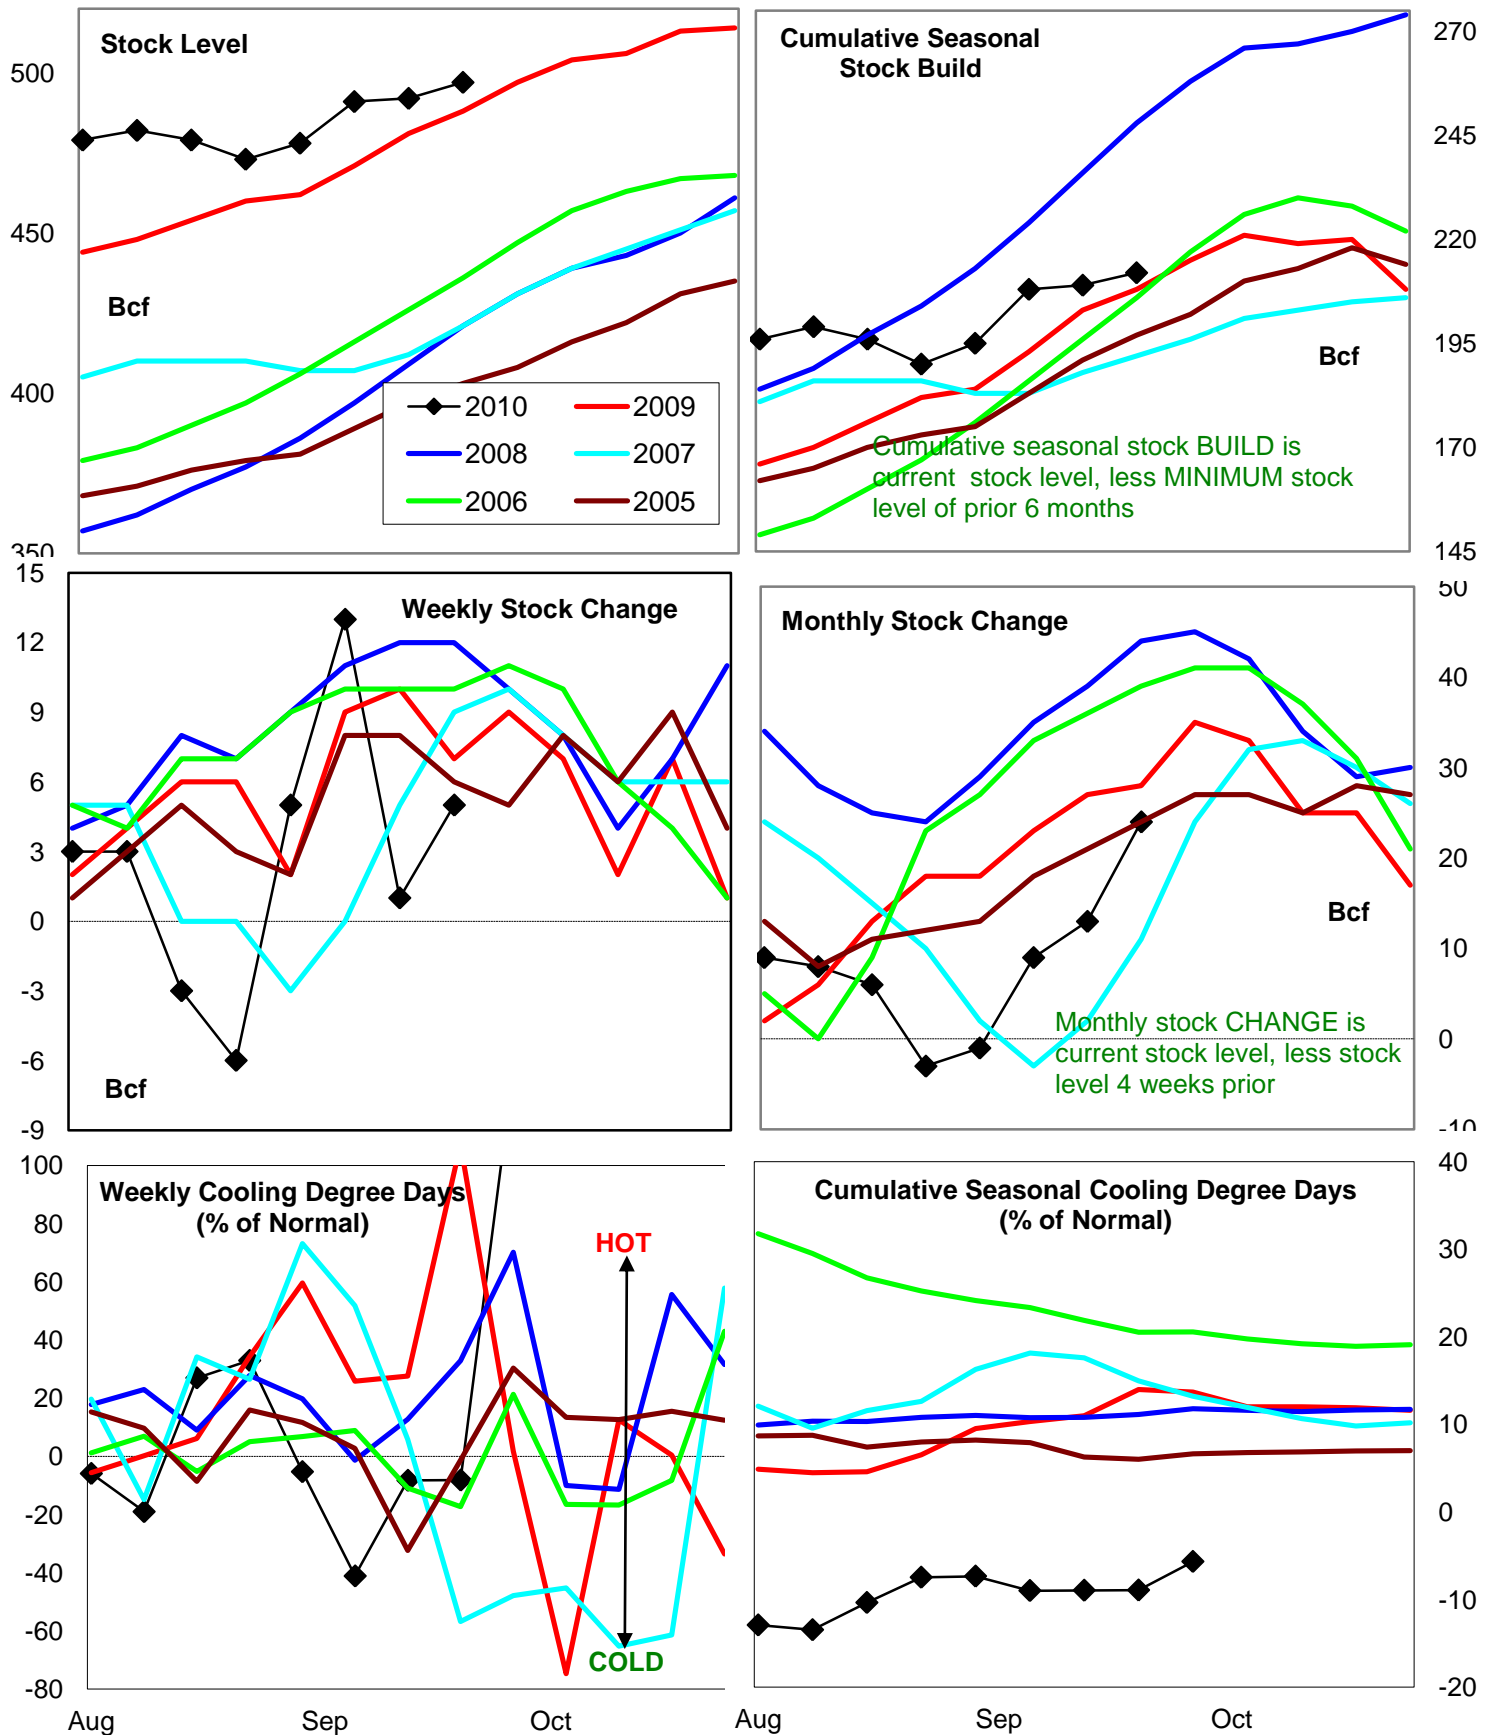 Stock Level
500
450
400
350
Bcf
2010
2009
2008
2007
2006
2005
Cumulative Seasonal
Stock Build
270
245
220
195
170
145
Bcf
Cumulative seasonal stock BUILD is
current stock level, less MINIMUM stock
level of prior 6 months
Weekly Stock Change
15
12
9
6
3
0
-3
-6
-9
Bcf
Monthly Stock Change
50
40
30
20
10
0
-10
Bcf
Monthly stock CHANGE is
current stock level, less stock
level 4 weeks prior
Weekly Cooling Degree Days
(% of Normal)
100
80
60
40
20
0
-20
-40
-60
-80
HOT
COLD
Aug
Sep
Oct
Cumulative Seasonal Cooling Degree Days
(% of Normal)
40
30
20
10
0
-10
-20
Aug
Sep
Oct